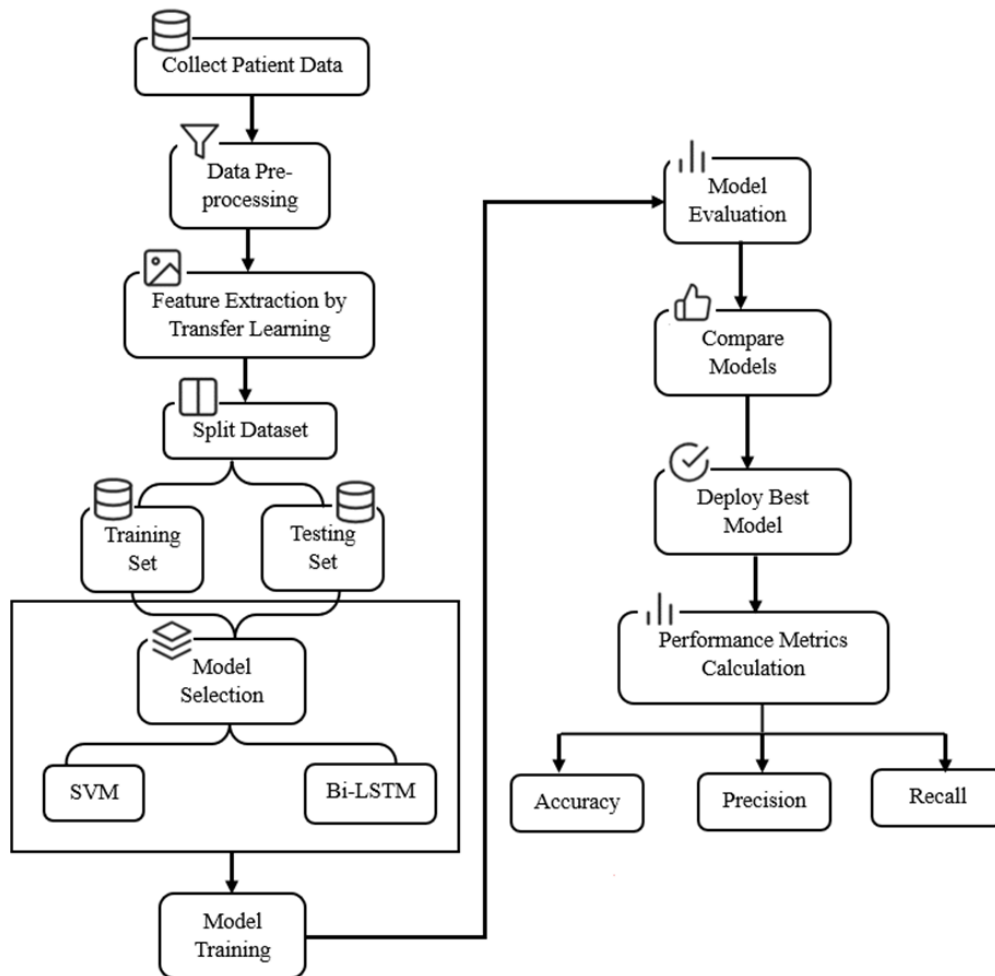 Collect Patient Data
Data Pre-
processing
Feature Extraction by
Transfer Learning
Split Dataset
Training
Set
Testing
Set
Model
Selection
SVM
Bi-LSTM
Model
Training
Model
Evaluation
Compare
Models
Deploy Best
Model
Performance Metrics
Calculation
Accuracy
Precision
Recall